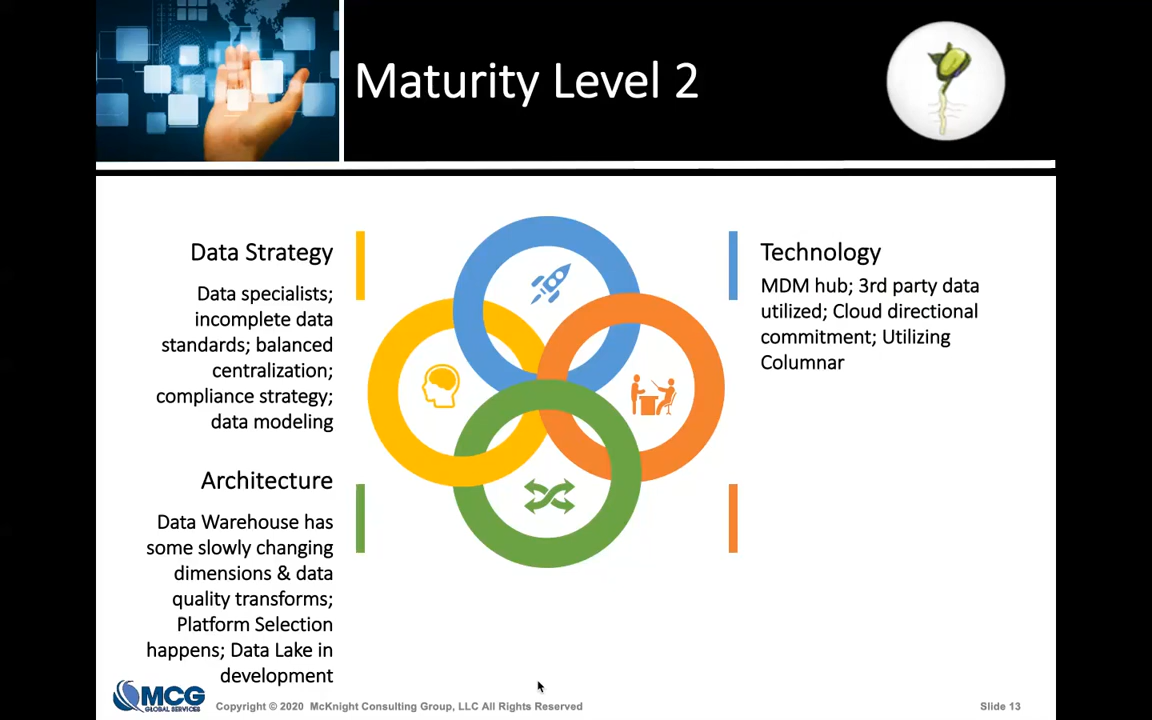 Maturity Level 2
Data Strategy
Data specialists;
incomplete data
standards; balanced
centralization;
compliance strategy;
data modeling
Architecture
Data Warehouse has
some slowly changing
dimensions & data
quality transforms;
Platform Selection
happens; Data Lake in
development
Technology
MDM hub; 3rd party data
utilized; Cloud directional
commitment; Utilizing
Columnar
MCG
GLOBAL SERVICES
Copyright © 2020 McKnight Consulting Group, LLC All Rights Reserved
Slide 13